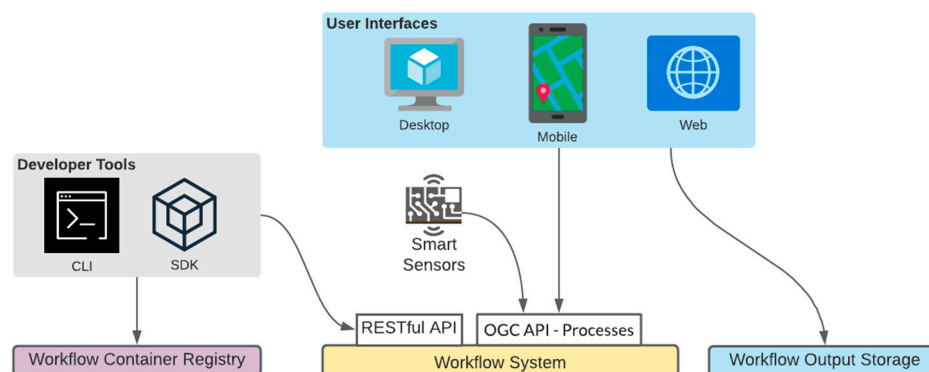 User Interfaces
Desktop
Mobile
Web
Developer Tools
CLI
SDK
Smart
Sensors
RESTful API
OGC API - Processes
Workflow Container Registry
Workflow System
Workflow Output Storage